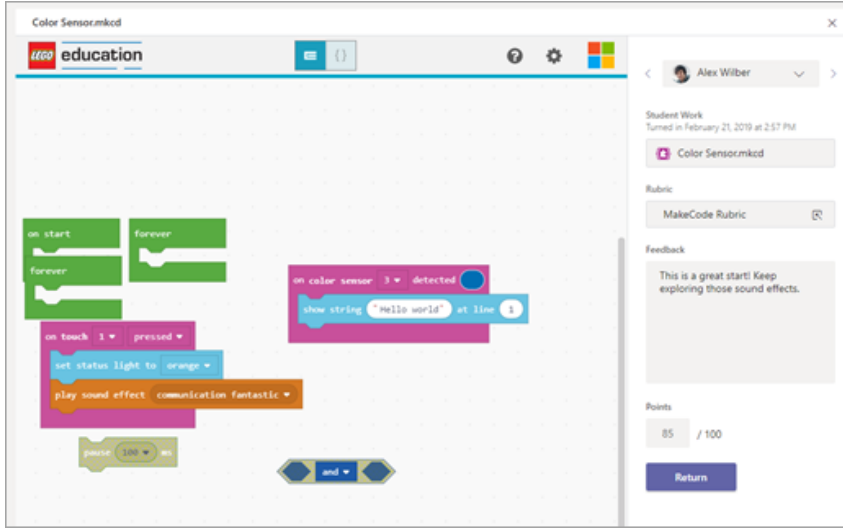 Color Sensor.mkcd
LEGO education
{}
Alex Wilber
Student Work
Turned in February 21, 2019 at 2:57 PM
Color Sensor.mkcd
Rubric
MakeCode Rubric
Feedback
This is a great start! Keep
exploring those sound effects.
Points
85 / 100
Return
on start
forever
forever
on color sensor 3 detected
show string "Hello world" at line 1
on touch 1 pressed
set status light to orange
play sound effect communication fantastic
pause 100 ms
and